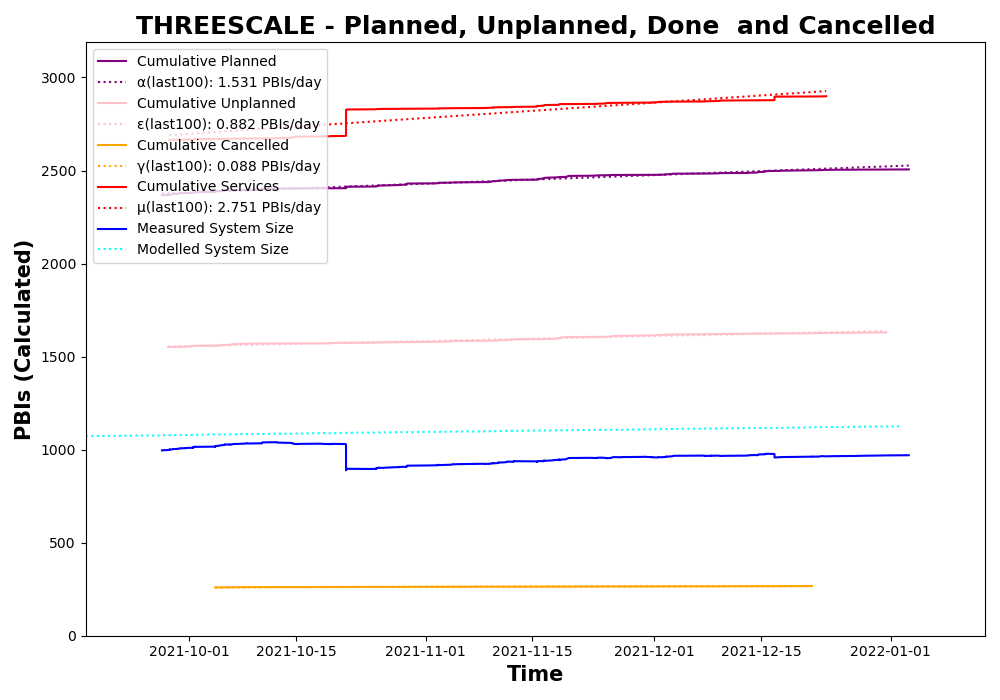 THREESCALE - Planned, Unplanned, Done  and Cancelled
Cumulative Planned
α(last100): 1.531 PBIs/day
Cumulative Unplanned
ε(last100): 0.882 PBIs/day
Cumulative Cancelled
γ(last100): 0.088 PBIs/day
Cumulative Services
μ(last100): 2.751 PBIs/day
Measured System Size
Modelled System Size
PBIs (Calculated)
3000
2500
2000
1500
1000
500
0
2021-10-01
2021-10-15
2021-11-01
2021-11-15
2021-12-01
2021-12-15
2022-01-01
Time